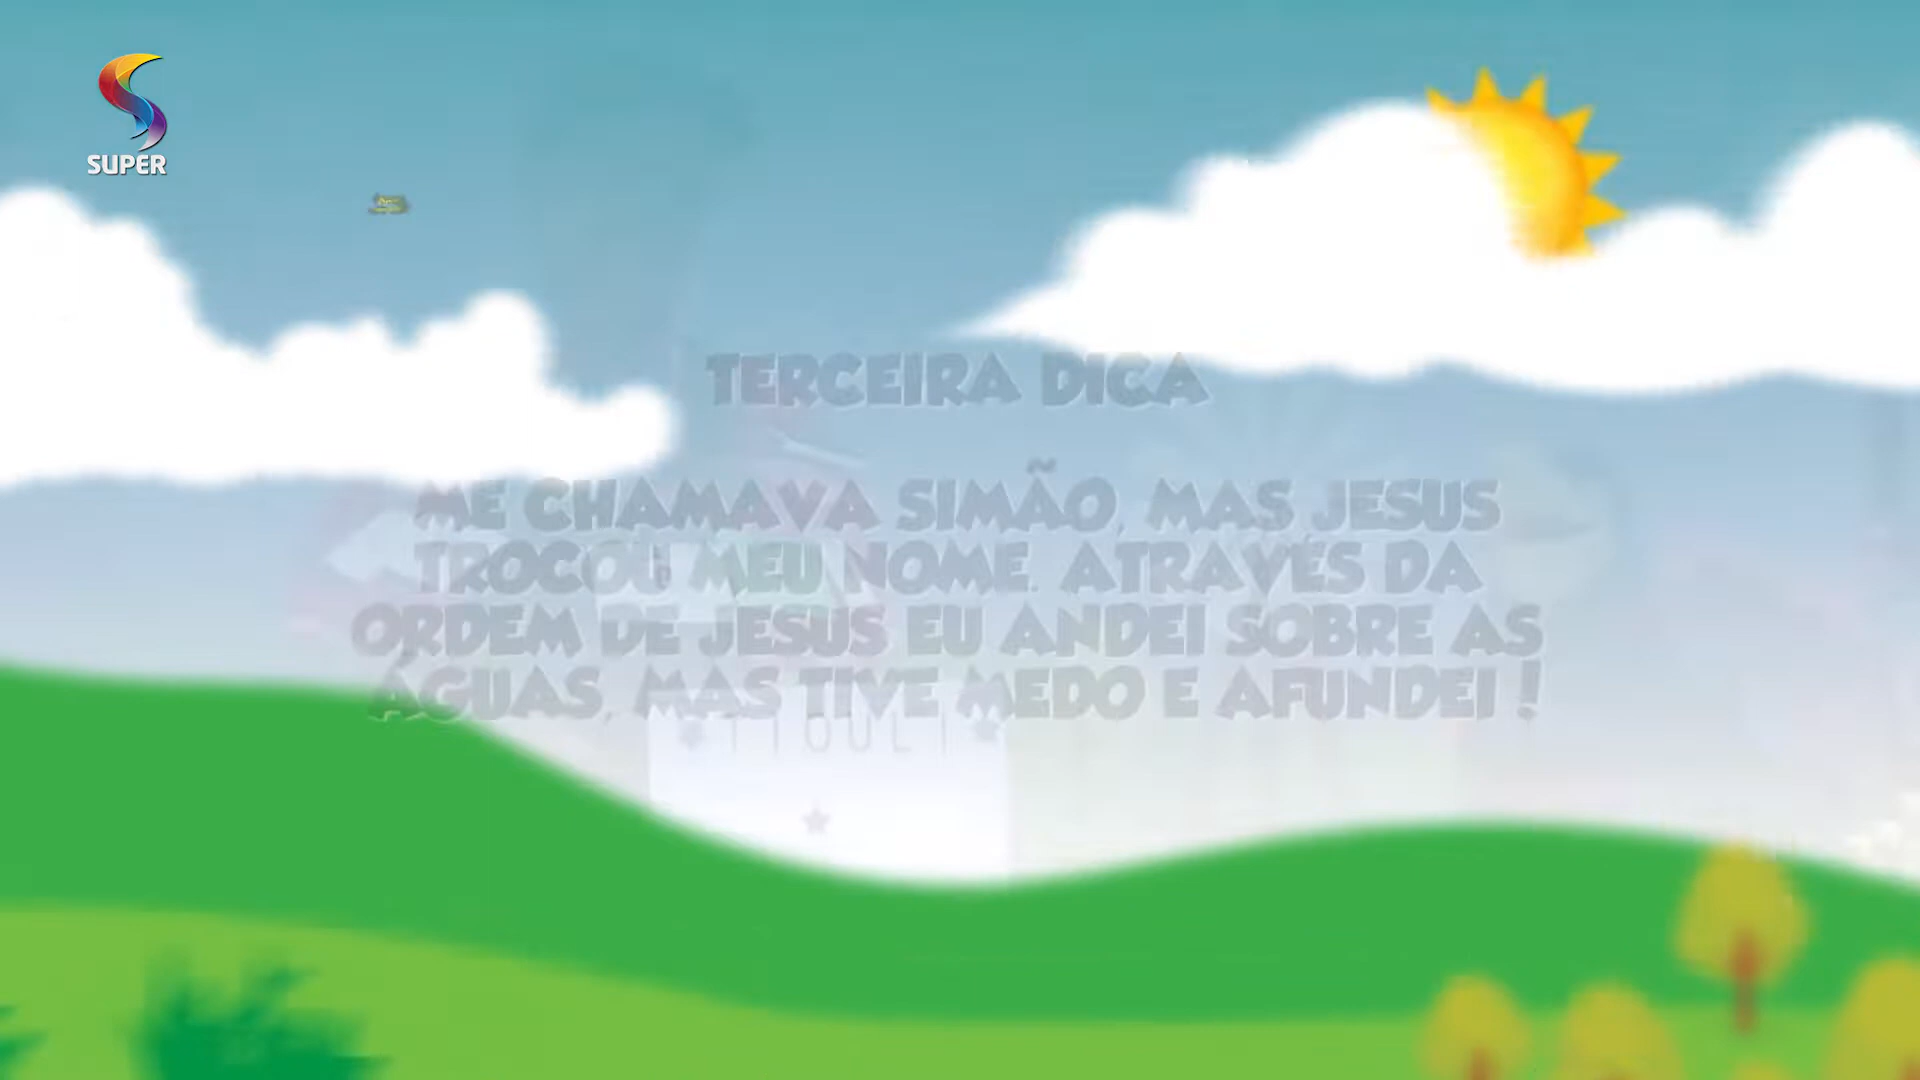 SUPER
TERCEIRA DICA
ME CHAMAVA SIMÃO, MAS JESUS
TROCOU MEU NOME. ATRAVÉS DA
ORDEM DE JESUS EU ANDEI SOBRE AS
ÁGUAS, MAS TIVE MEDO E AFUNDEI !